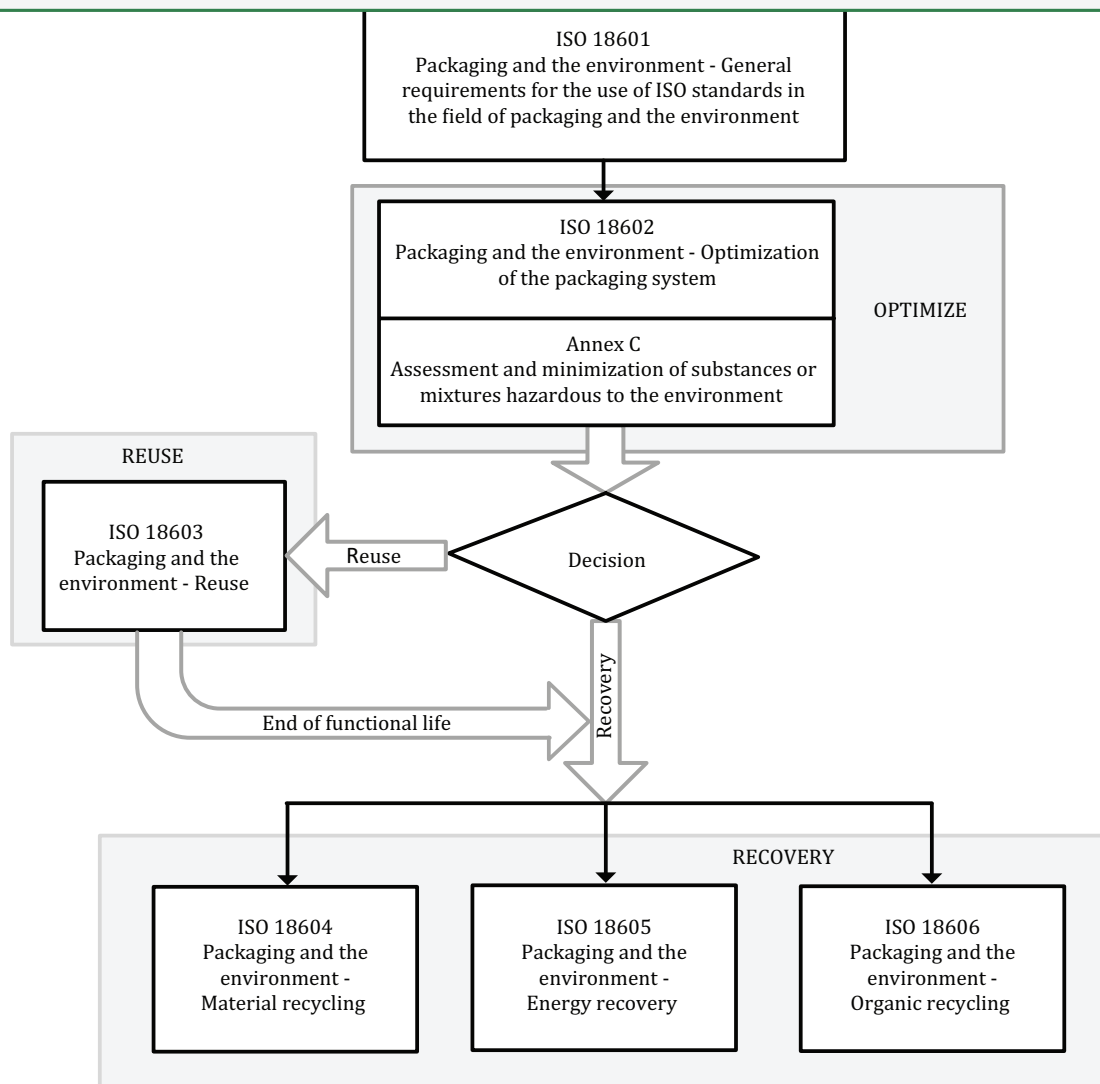 ISO 18601
Packaging and the environment - General
requirements for the use of ISO standards in
the field of packaging and the environment
ISO 18602
Packaging and the environment - Optimization
of the packaging system
OPTIMIZE
Annex C
Assessment and minimization of substances or
mixtures hazardous to the environment
REUSE
ISO 18603
Packaging and the
environment - Reuse
Reuse
Decision
Recovery
End of functional life
RECOVERY
ISO 18604
Packaging and the
environment -
Material recycling
ISO 18605
Packaging and the
environment -
Energy recovery
ISO 18606
Packaging and the
environment -
Organic recycling